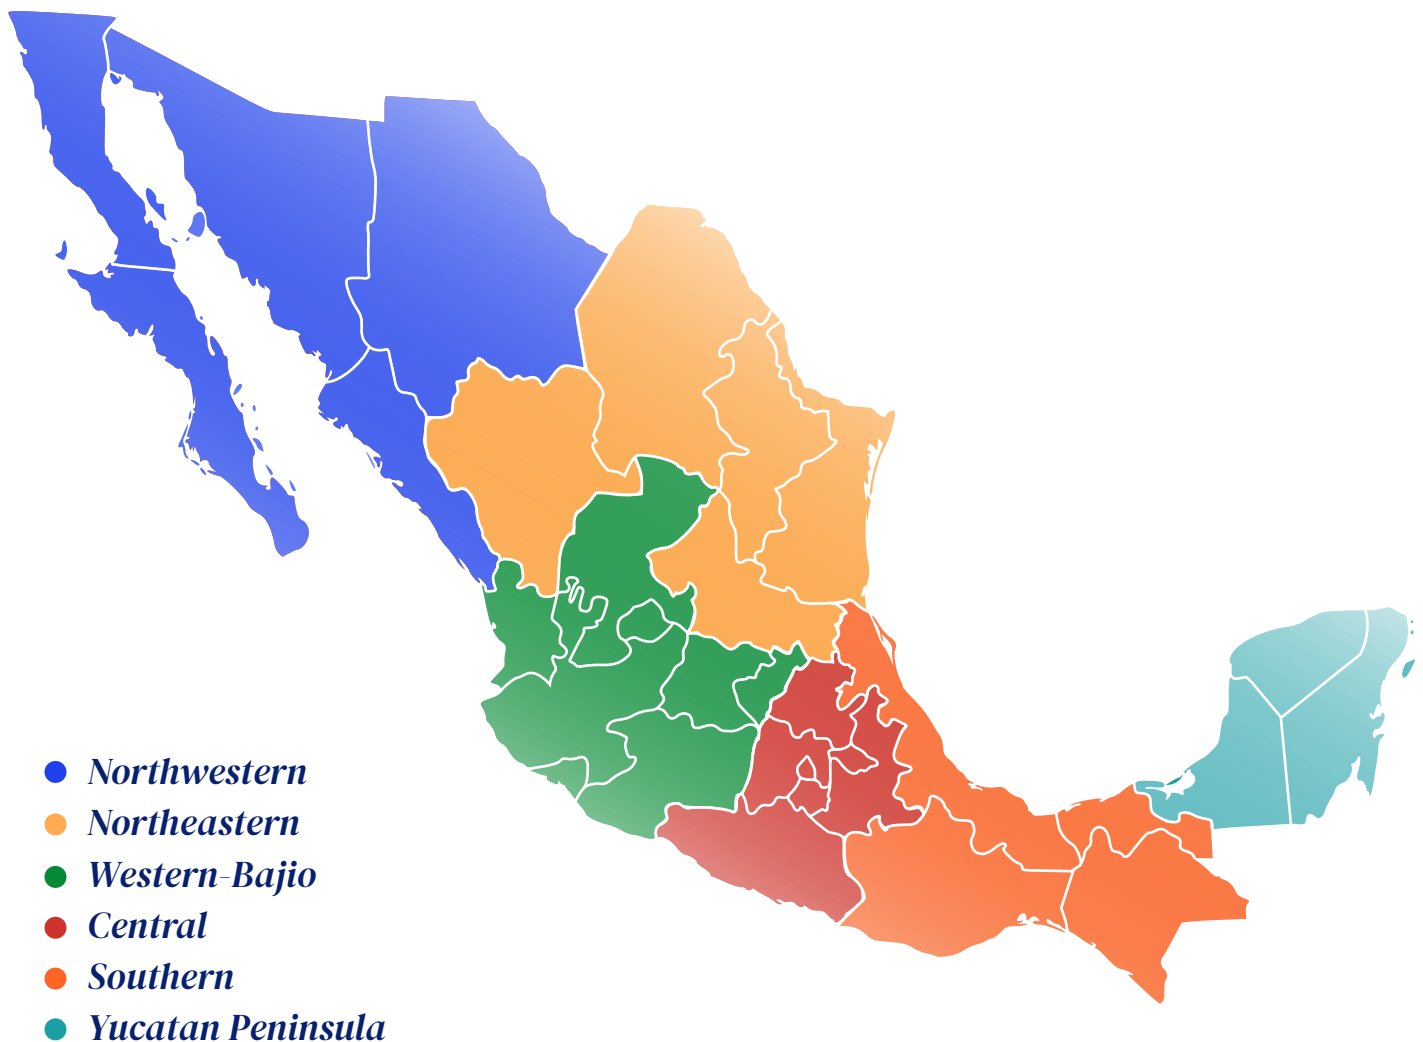 Northwestern
Northeastern
Western-Bajio
Central
Southern
Yucatan Peninsula